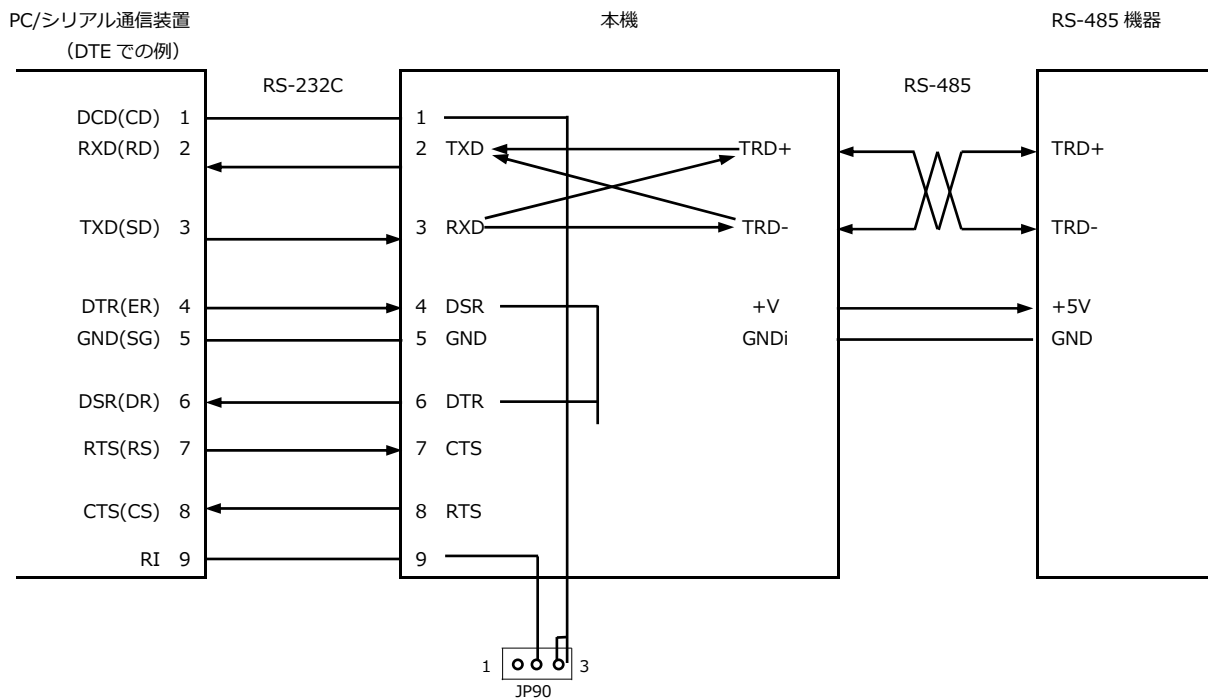 PC/シリアル通信装置
（DTE での例）
本機
RS-485 機器
RS-232C
RS-485
DCD(CD) 1
1
RXD(RD) 2
2 TXD
TRD+
TRD+
TXD(SD) 3
3 RXD
TRD-
TRD-
DTR(ER) 4
4 DSR
+V
+5V
GND(SG) 5
5 GND
GNDi
GND
DSR(DR) 6
6 DTR
RTS(RS) 7
7 CTS
CTS(CS) 8
8 RTS
RI 9
9
1
3
JP90